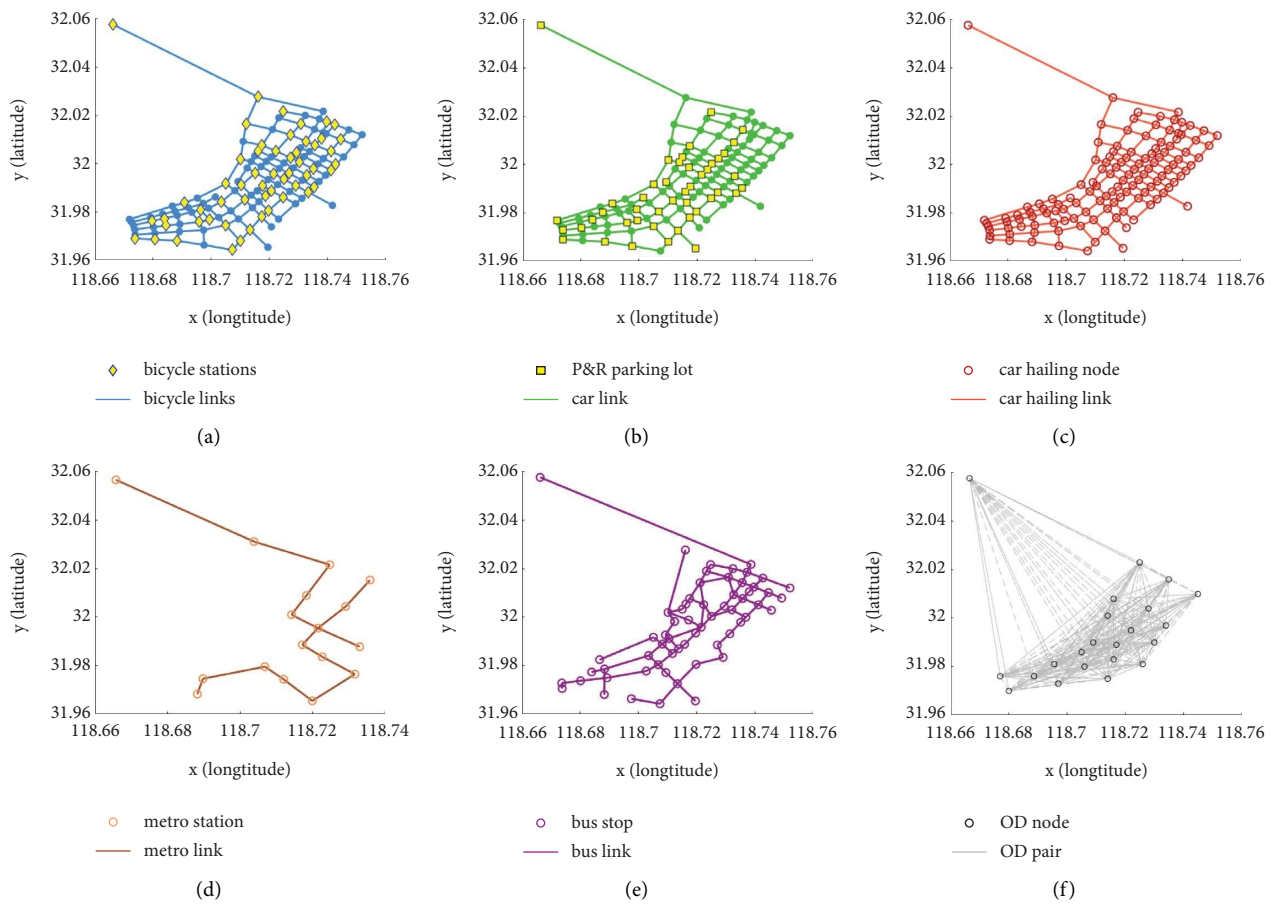 32.06
32.04
32.02
32
31.98
31.96
y (latitude)
118.66 118.68 118.7 118.72 118.74 118.76
x (longtitude)
bicycle stations
bicycle links
(a)
32.06
32.04
32.02
32
31.98
31.96
y (latitude)
118.66 118.68 118.7 118.72 118.74 118.76
x (longtitude)
P&R parking lot
car link
(b)
32.06
32.04
32.02
32
31.98
31.96
y (latitude)
118.66 118.68 118.7 118.72 118.74 118.76
x (longtitude)
car hailing node
car hailing link
(c)
32.06
32.04
32.02
32
31.98
31.96
y (latitude)
118.66 118.68 118.7 118.72 118.74
x (longtitude)
metro station
metro link
(d)
32.06
32.04
32.02
32
31.98
31.96
y (latitude)
118.66 118.68 118.7 118.72 118.74 118.76
x (longtitude)
bus stop
bus link
(e)
32.06
32.04
32.02
32
31.98
31.96
y (latitude)
118.66 118.68 118.7 118.72 118.74 118.76
x (longtitude)
OD node
OD pair
(f)